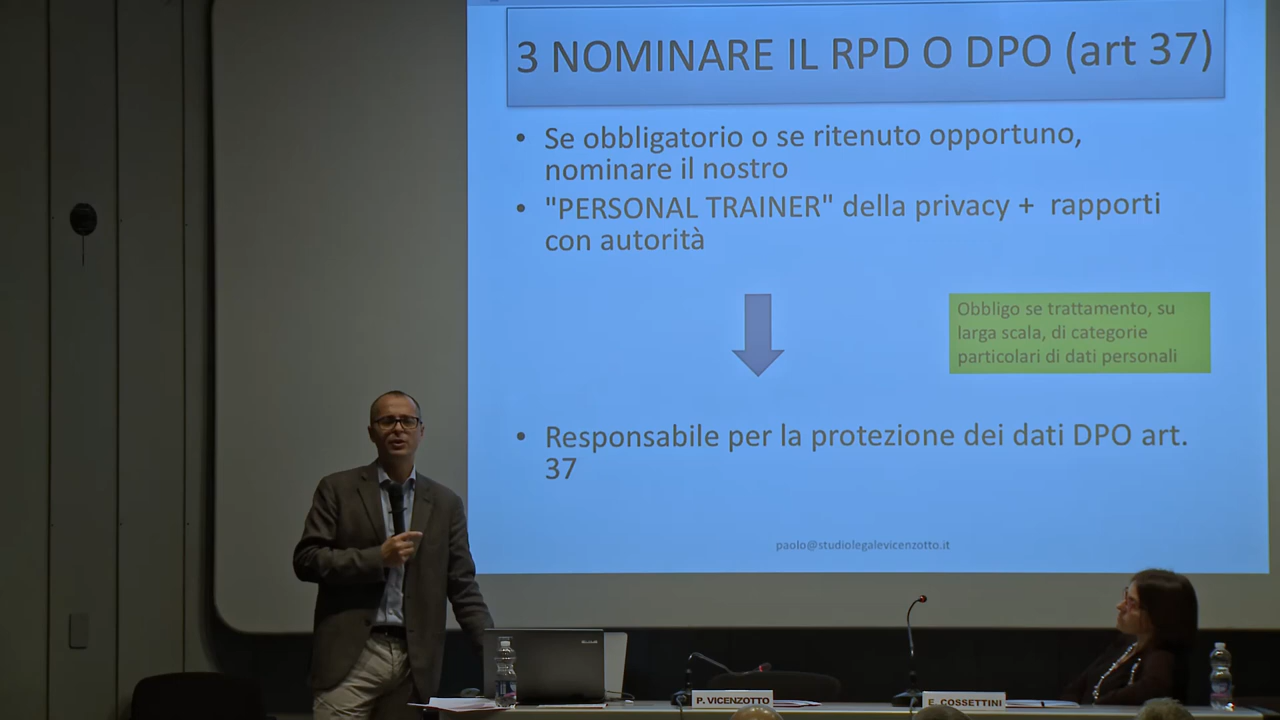 3 NOMINARE IL RPD O DPO (art 37)
• Se obbligatorio o se ritenuto opportuno,
nominare il nostro
• "PERSONAL TRAINER" della privacy + rapporti
con autorità
Obbligo se trattamento, su
larga scala, di categorie
particolari di dati personali
• Responsabile per la protezione dei dati DPO art.
37
paolo@studiolegalevicenzotto.it
P. VICENZOTTO
E. COSSETTINI